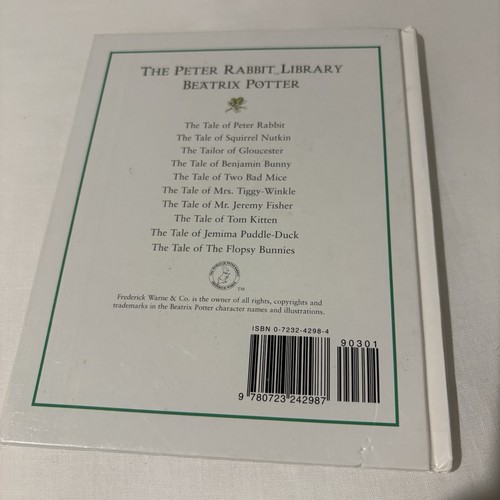 THE PETER RABBIT LIBRARY
BEATRIX POTTER
The Tale of Peter Rabbit
The Tale of Squirrel Nutkin
The Tailor of Gloucester
The Tale of Benjamin Bunny
The Tale of Two Bad Mice
The Tale of Mrs. Tiggy-Winkle
The Tale of Mr. Jeremy Fisher
The Tale of Tom Kitten
The Tale of Jemima Puddle-Duck
The Tale of The Flopsy Bunnies
TM
Frederick Warne & Co. is the owner of all rights, copyrights and
trademarks in the Beatrix Potter character names and illustrations.
ISBN 0-7232-4298-4
90301
9 780723 242987